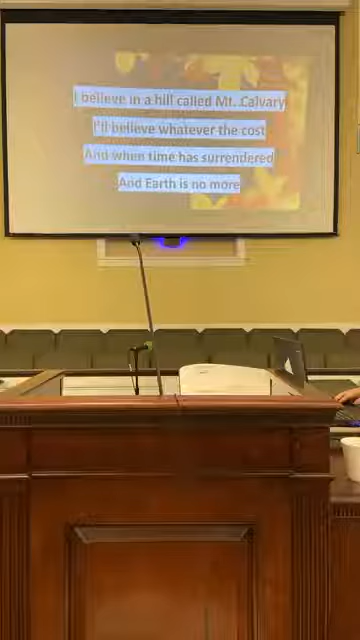 I believe in a hill called Mt. Calvary
I'll believe whatever the cost
And when time has surrendered
And Earth is no more